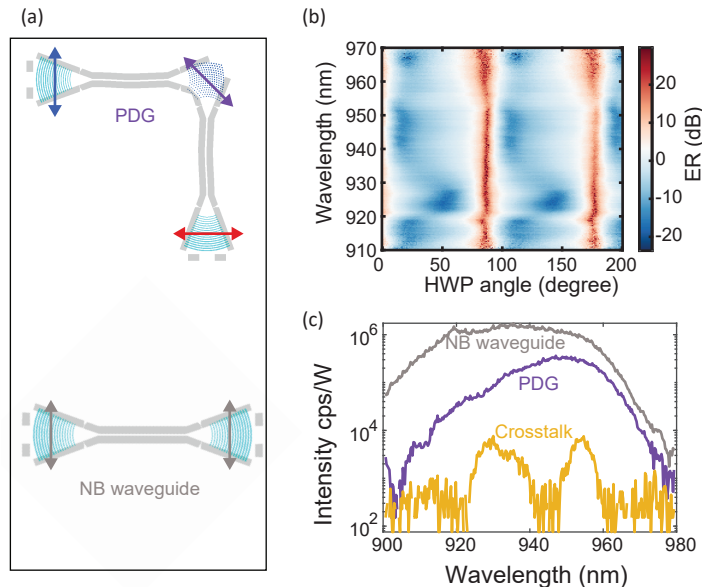 (a)
PDG
NB waveguide
(b)
970
960
950
940
930
920
910
Wavelength (nm)
0
50
100
150
200
HWP angle (degree)
20
10
0
-10
-20
ER (dB)
(c)
10^6
10^4
10^2
Intensity cps/W
NB waveguide
PDG
Crosstalk
900
920
940
960
980
Wavelength (nm)